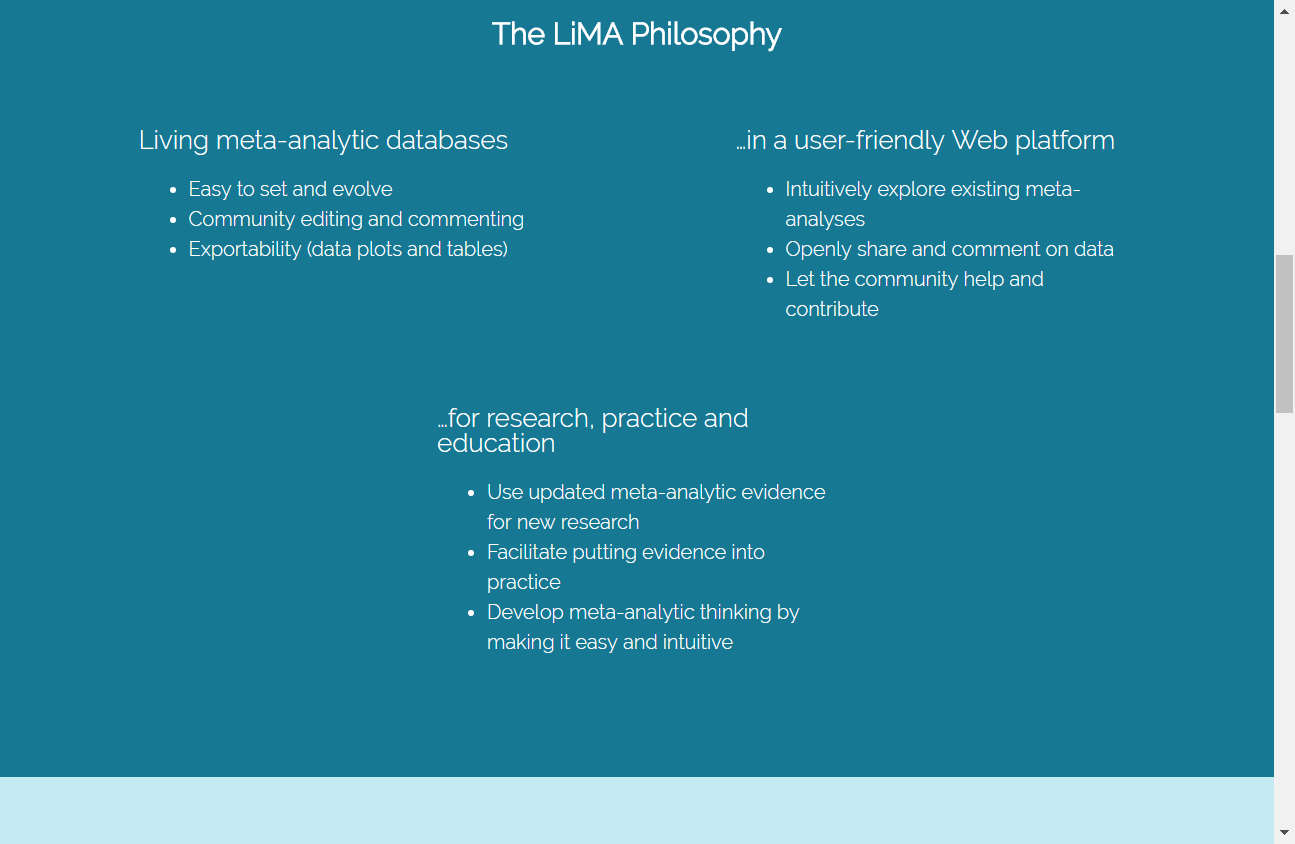 The LiMA Philosophy
Living meta-analytic databases
Easy to set and evolve
Community editing and commenting
Exportability (data plots and tables)
…in a user-friendly Web platform
Intuitively explore existing meta-
analyses
Openly share and comment on data
Let the community help and
contribute
…for research, practice and
education
Use updated meta-analytic evidence
for new research
Facilitate putting evidence into
practice
Develop meta-analytic thinking by
making it easy and intuitive